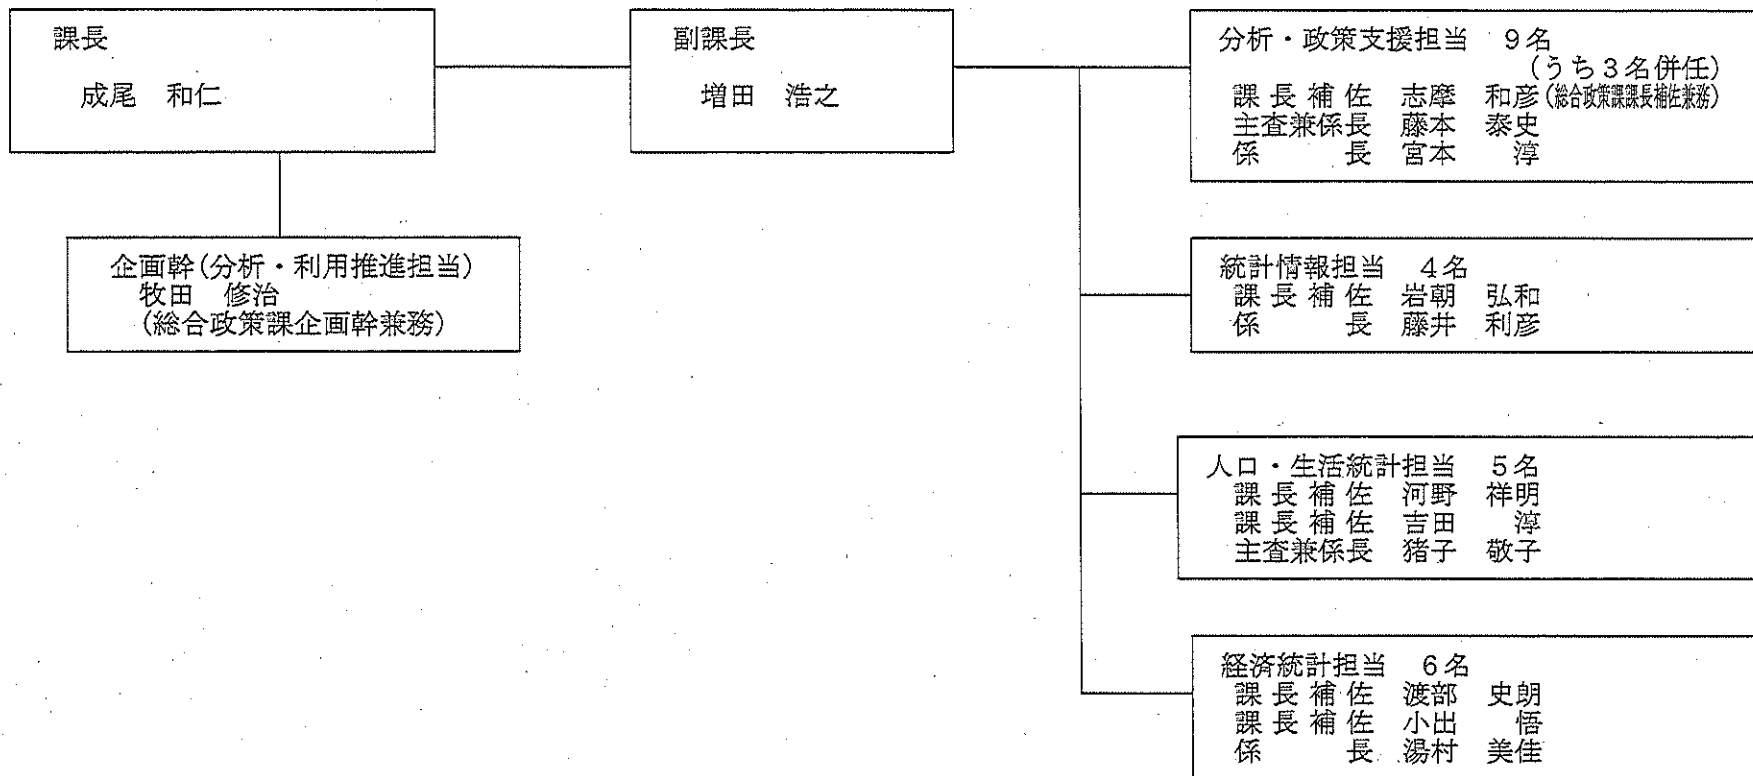 課長
成尾 和仁
副課長
増田 浩之
企画幹(分析・利用推進担当)
牧田 修治
(総合政策課企画幹兼務)
分析・政策支援担当 9名
(うち3名併任)
課長補佐 志摩 和彦(総合政策課課長補佐兼務)
主査兼係長 藤本 泰史
係長 宮本 淳
統計情報担当 4名
課長補佐 岩朝 弘和
係長 藤井 利彦
人口・生活統計担当 5名
課長補佐 河野 祥明
課長補佐 吉田 淳
主査兼係長 猪子 敬子
経済統計担当 6名
課長補佐 渡部 史朗
課長補佐 小出 悟
係長 湯村 美佳